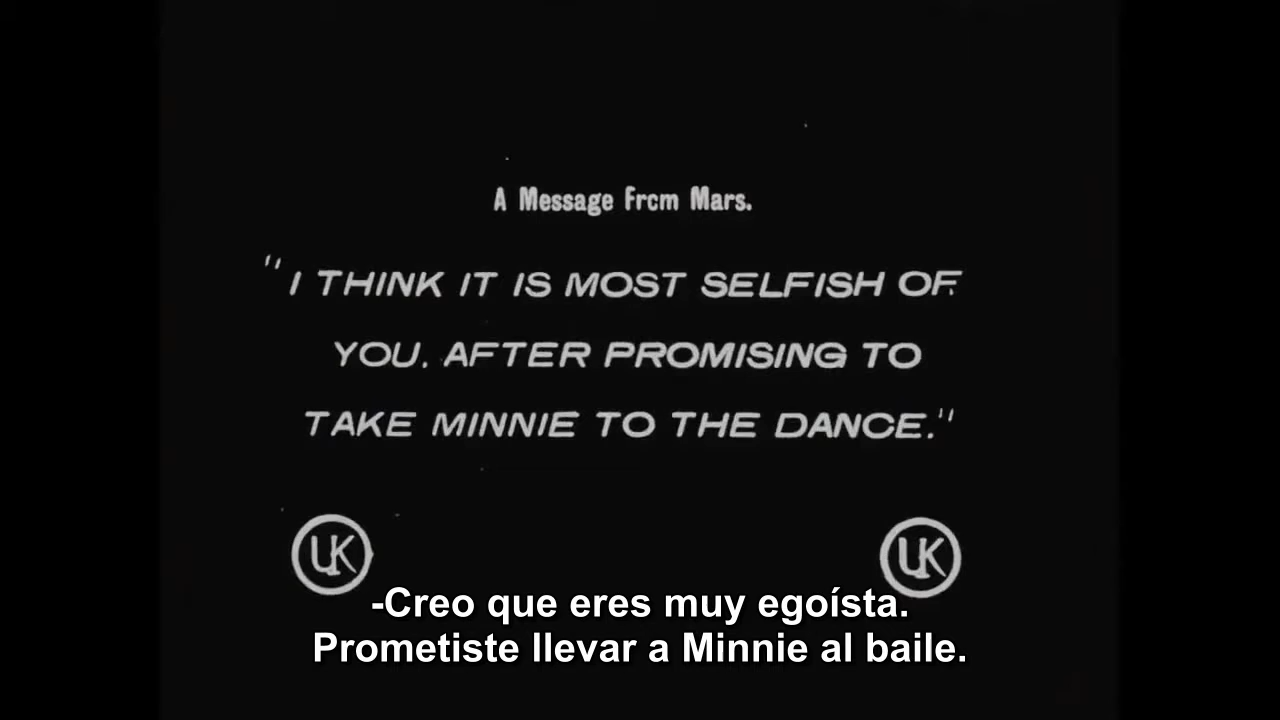 A Message From Mars.
"I THINK IT IS MOST SELFISH OF
YOU, AFTER PROMISING TO
TAKE MINNIE TO THE DANCE."
UK UK
-Creo que eres muy egoísta.
Prometiste llevar a Minnie al baile.